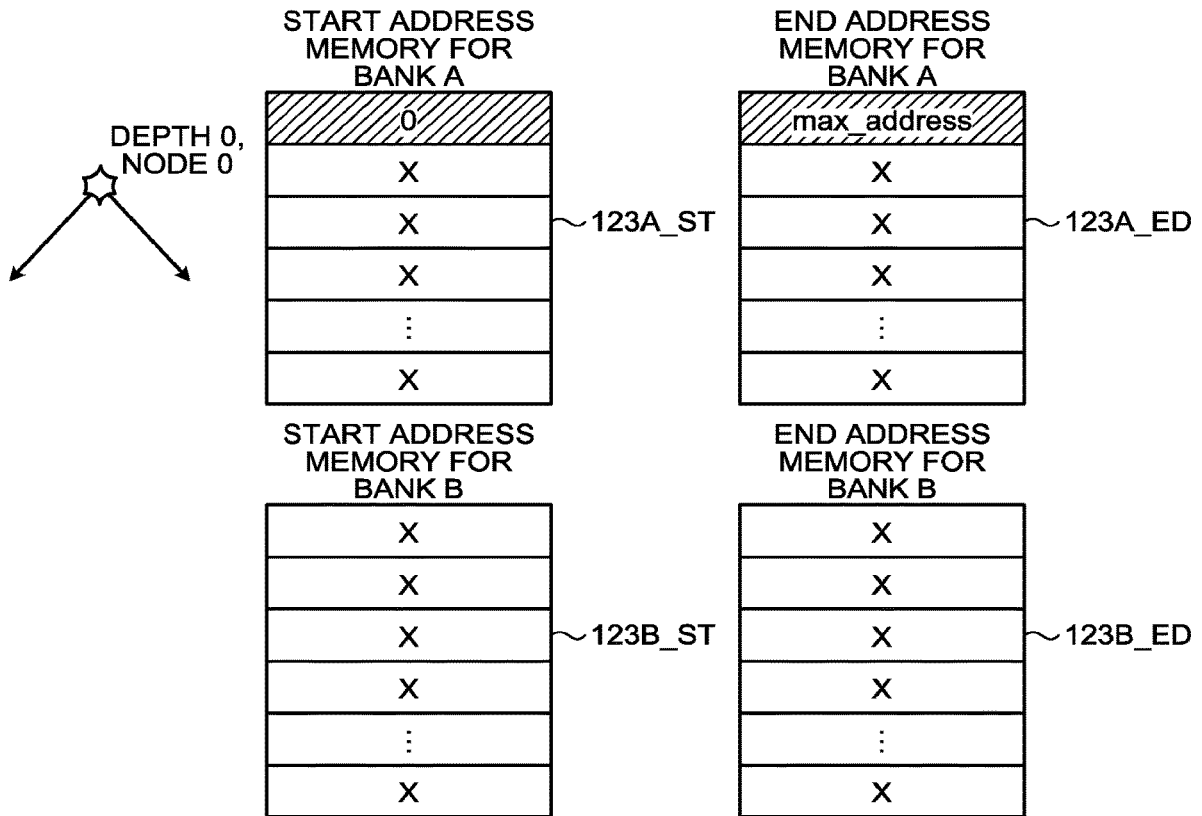 START ADDRESS
MEMORY FOR
BANK A
END ADDRESS
MEMORY FOR
BANK A
DEPTH 0,
NODE 0
0
X
X
X
⋮
X
123A_ST
max_address
X
X
X
⋮
X
123A_ED
START ADDRESS
MEMORY FOR
BANK B
X
X
X
X
⋮
X
123B_ST
END ADDRESS
MEMORY FOR
BANK B
X
X
X
X
⋮
X
123B_ED